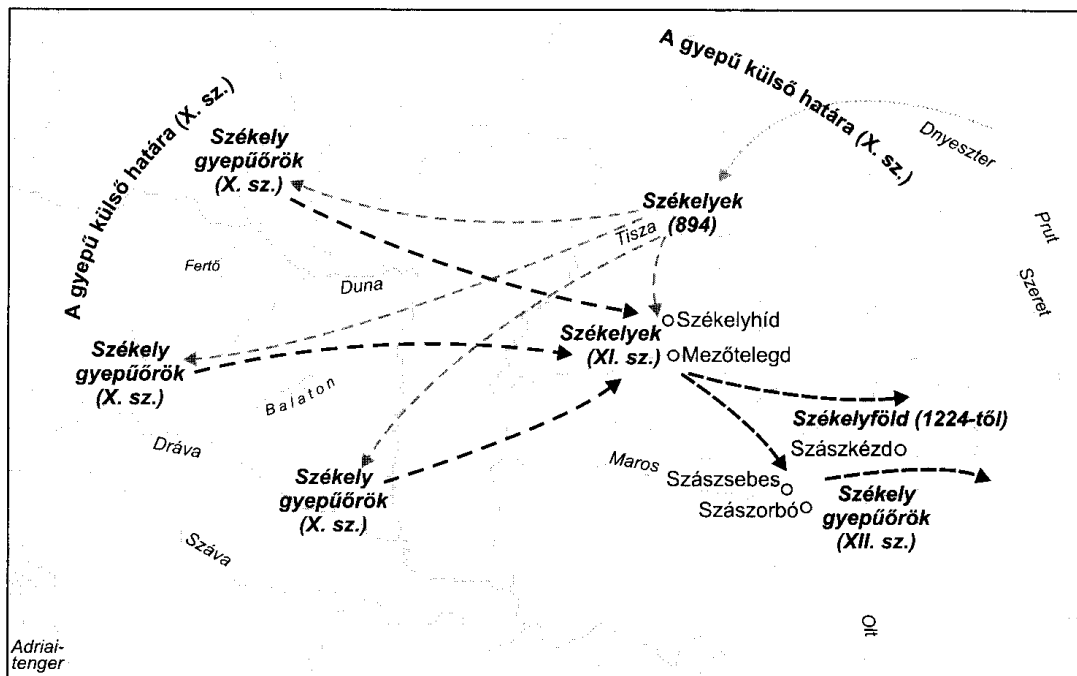 A gyepű külső határa (X. sz.)
A gyepű külső határa (X. sz.)
Dnyeszter
Székely
gyepűőrök
(X. sz.)
Székelyek
(894)
Tisza
Prut
Szeret
Fertő
Duna
Székelyhíd
Székelyek
(XI. sz.)
Mezőtelegd
Székely
gyepűőrök
(X. sz.)
Balaton
Székelyföld (1224-től)
Dráva
Szászkézd
Maros
Székely
gyepűőrök
(X. sz.)
Szászsebes
Szászorbó
Székely
gyepűőrök
(XII. sz.)
Száva
Olt
Adriai-
tenger